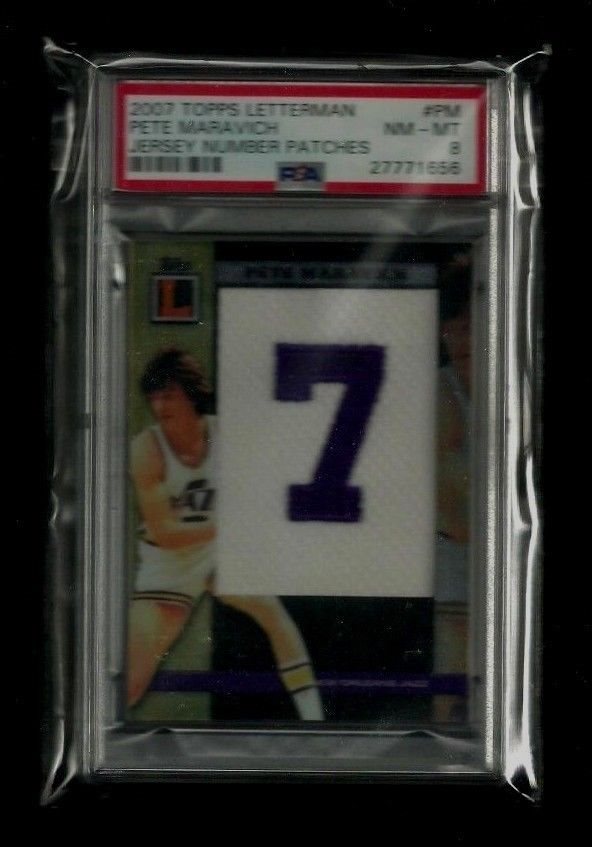 2007 TOPPS LETTERMAN #PM
PETE MARAVICH NM - MT
JERSEY NUMBER PATCHES 8
27771656
PSA
L
PETE MARAVICH
7